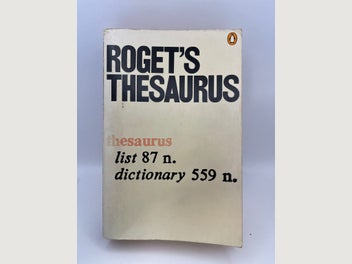 ROGET'S
THESAURUS
thesaurus
list 87 n.
dictionary 559 n.